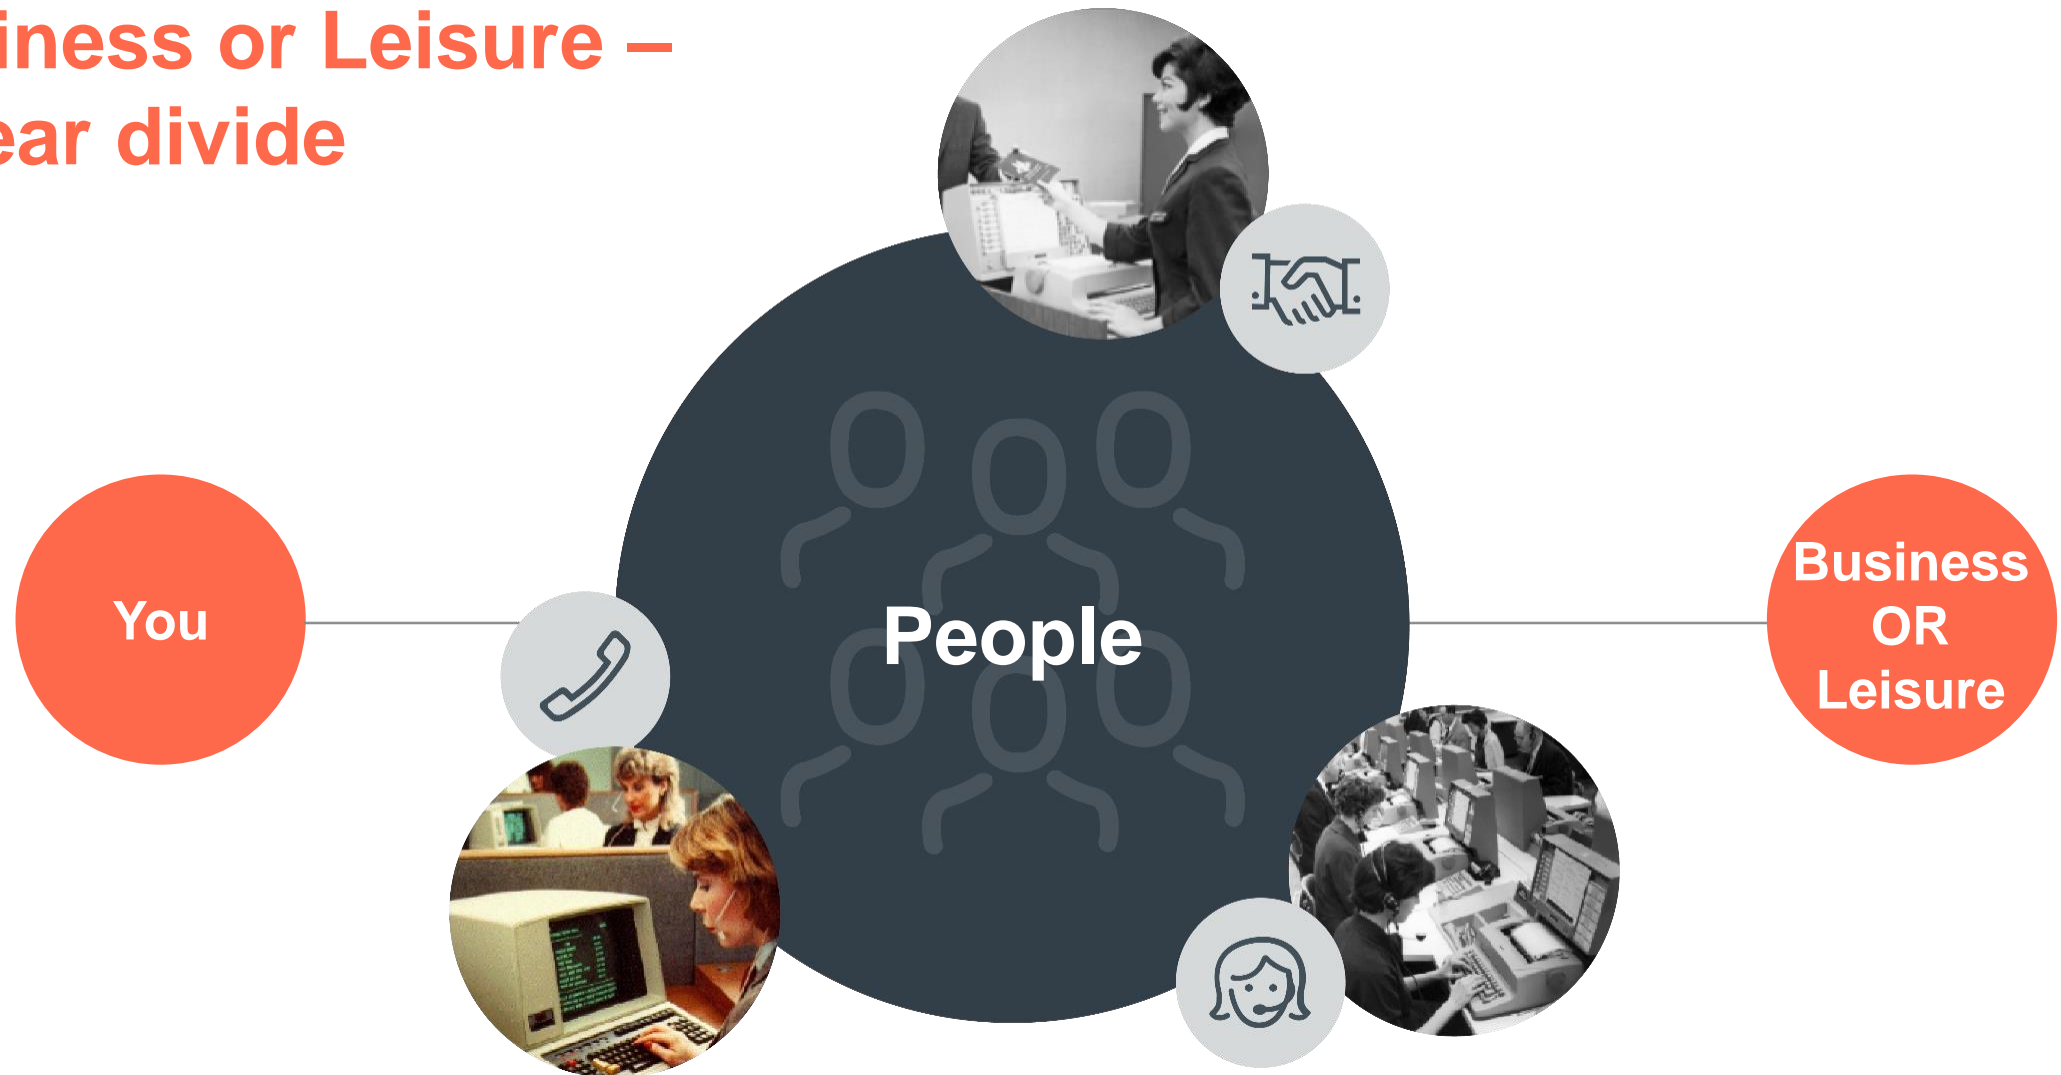 iness or Leisure –
ear divide
You
People
Business
OR
Leisure